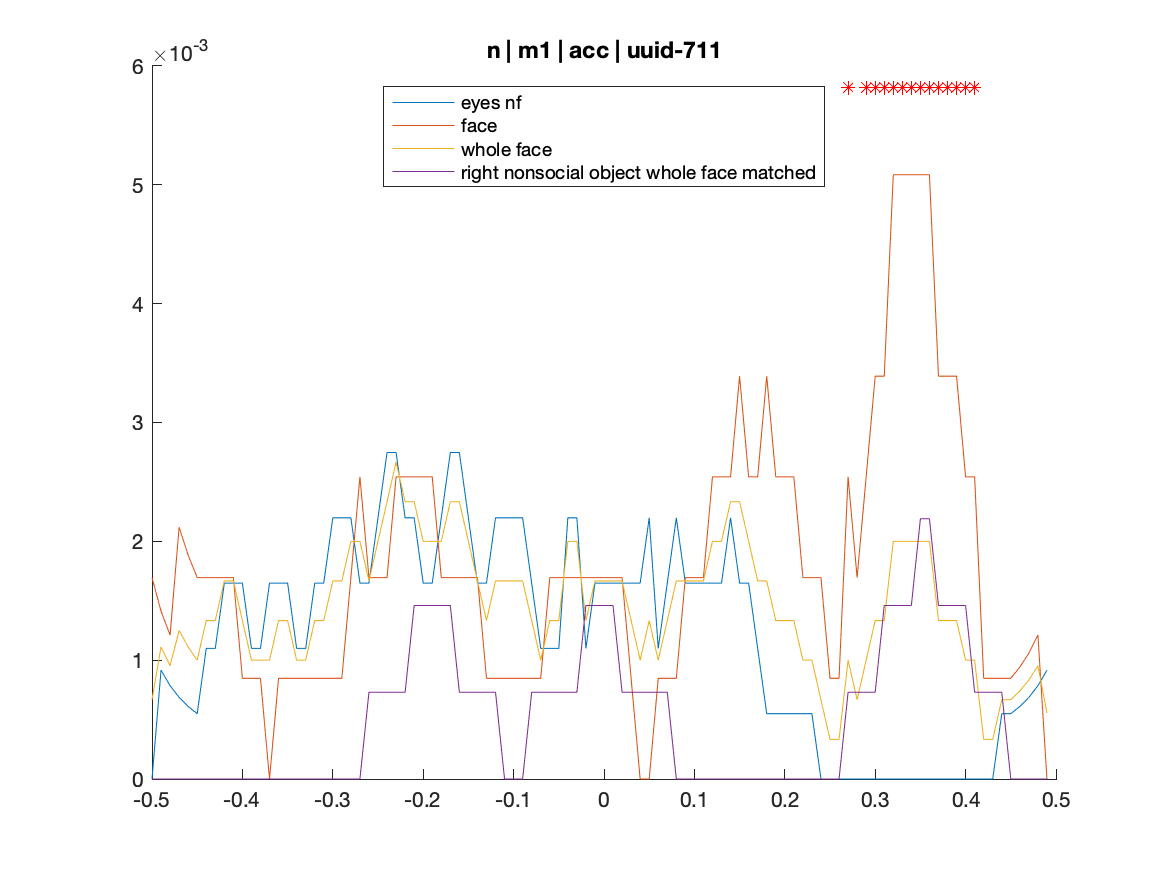 n | m1 | acc | uuid-711
×10-3
6
5
4
3
2
1
0
eyes nf
face
whole face
right nonsocial object whole face matched
-0.5 -0.4 -0.3 -0.2 -0.1 0 0.1 0.2 0.3 0.4 0.5